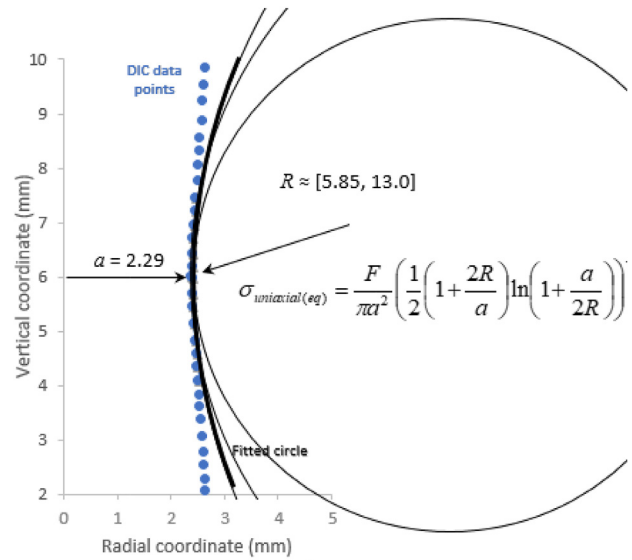 10
DIC data
points
9
8
R ≈ [5.85, 13.0]
7
a = 2.29
6
σ uniaxial(eq) = F/πa² (1/2 (1 + 2R/a) ln(1 + a/2R))
5
4
3
Fitted circle
2
0 1 2 3 4 5
Vertical coordinate (mm)
Radial coordinate (mm)